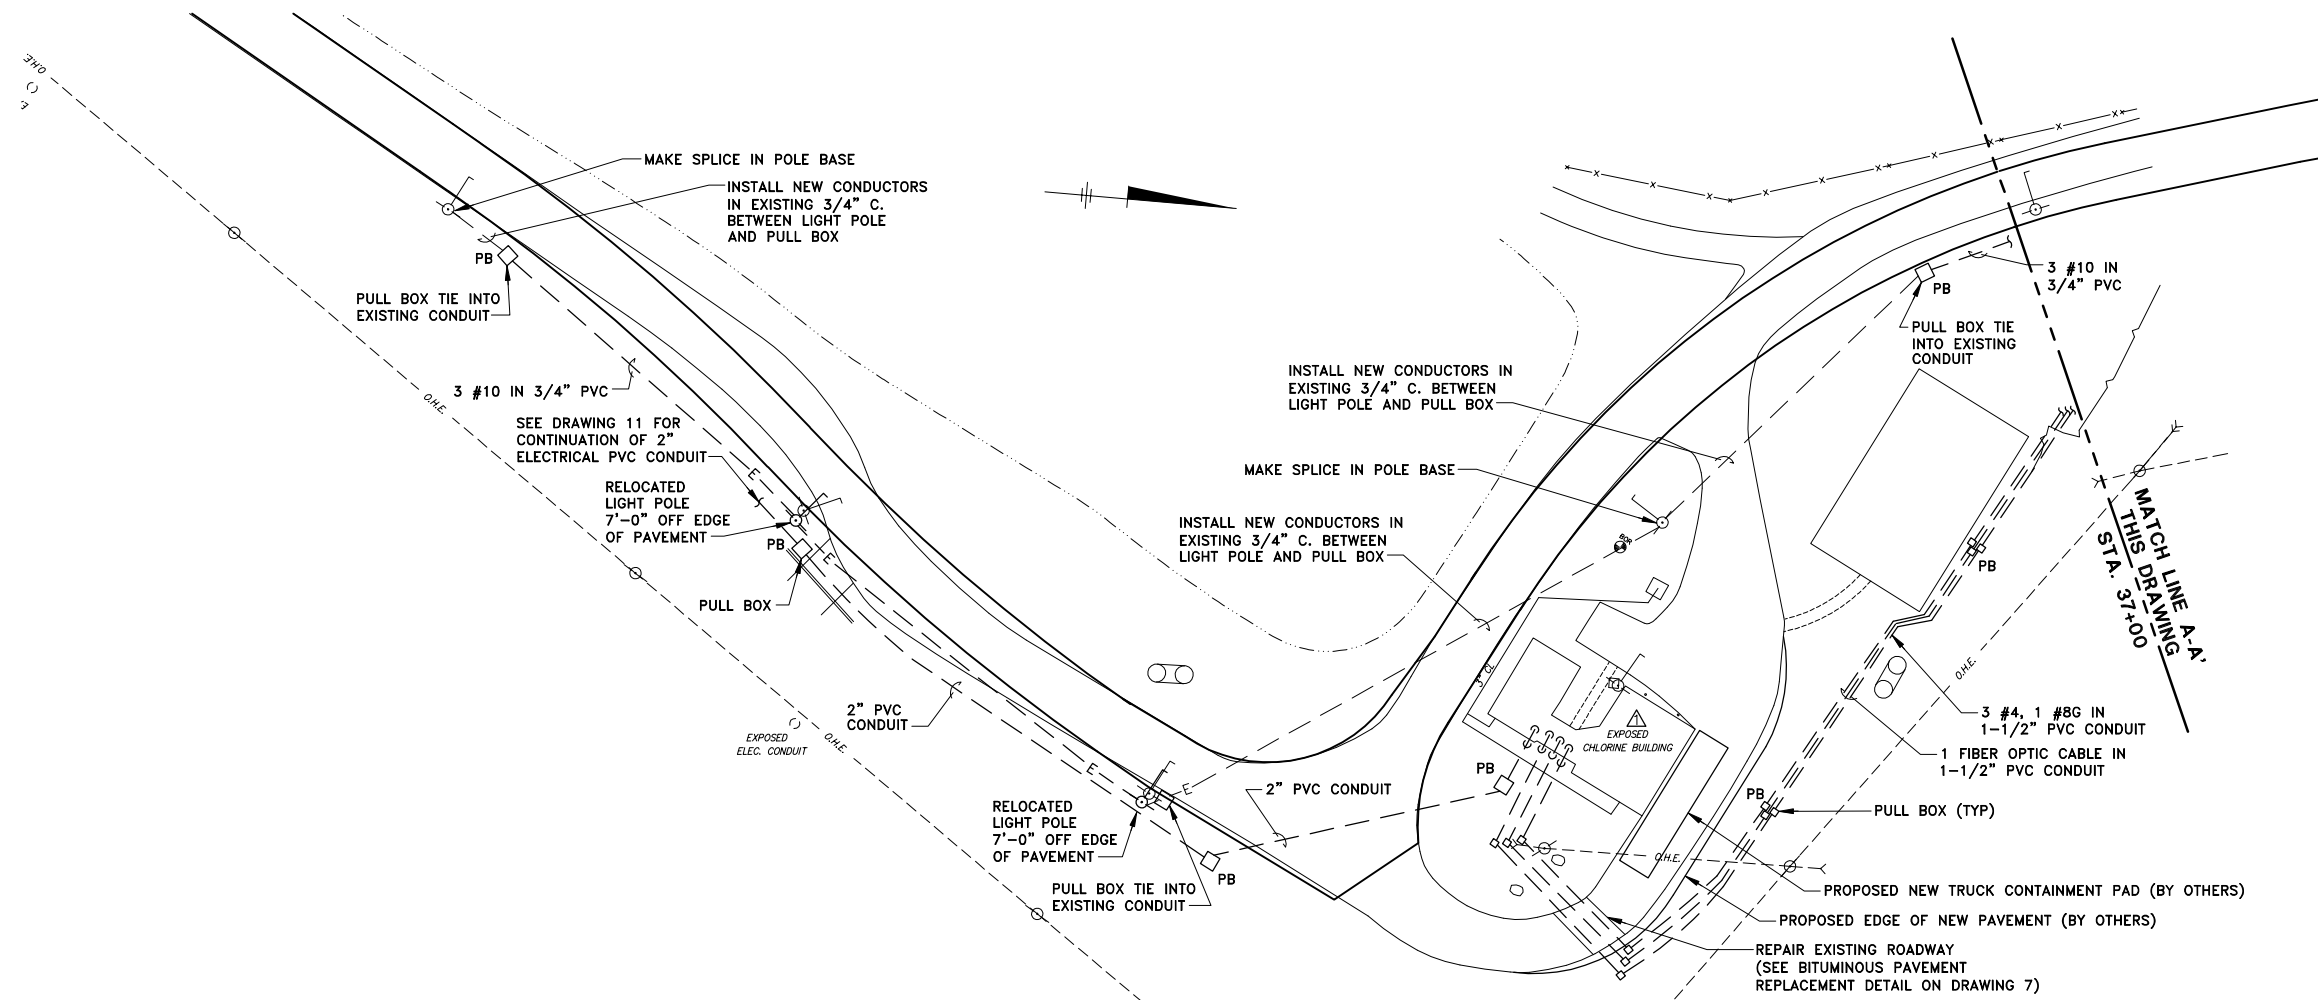 O.H.E.
E
MAKE SPLICE IN POLE BASE
INSTALL NEW CONDUCTORS
IN EXISTING 3/4" C.
BETWEEN LIGHT POLE
AND PULL BOX
PB
PULL BOX TIE INTO
EXISTING CONDUIT
3 #10 IN 3/4" PVC
O.H.E.
SEE DRAWING 11 FOR
CONTINUATION OF 2"
ELECTRICAL PVC CONDUIT
E
RELOCATED
LIGHT POLE
7'-0" OFF EDGE
OF PAVEMENT
PB
E
PULL BOX
2" PVC
CONDUIT
EXPOSED
ELEC. CONDUIT
O.H.E.
E
E
RELOCATED
LIGHT POLE
7'-0" OFF EDGE
OF PAVEMENT
PULL BOX TIE INTO
EXISTING CONDUIT
PB
2" PVC CONDUIT
INSTALL NEW CONDUCTORS IN
EXISTING 3/4" C. BETWEEN
LIGHT POLE AND PULL BOX
MAKE SPLICE IN POLE BASE
INSTALL NEW CONDUCTORS IN
EXISTING 3/4" C. BETWEEN
LIGHT POLE AND PULL BOX
BOR
3" CL
1
EXPOSED
CHLORINE BUILDING
PB
O.H.E.
PB
3 #10 IN
3/4" PVC
PULL BOX TIE
INTO EXISTING
CONDUIT
MATCH LINE A-A'
THIS DRAWING
STA. 37+00
PB
O.H.E.
3 #4, 1 #8G IN
1-1/2" PVC CONDUIT
1 FIBER OPTIC CABLE IN
1-1/2" PVC CONDUIT
PB
PULL BOX (TYP)
PROPOSED NEW TRUCK CONTAINMENT PAD (BY OTHERS)
PROPOSED EDGE OF NEW PAVEMENT (BY OTHERS)
REPAIR EXISTING ROADWAY
(SEE BITUMINOUS PAVEMENT
REPLACEMENT DETAIL ON DRAWING 7)